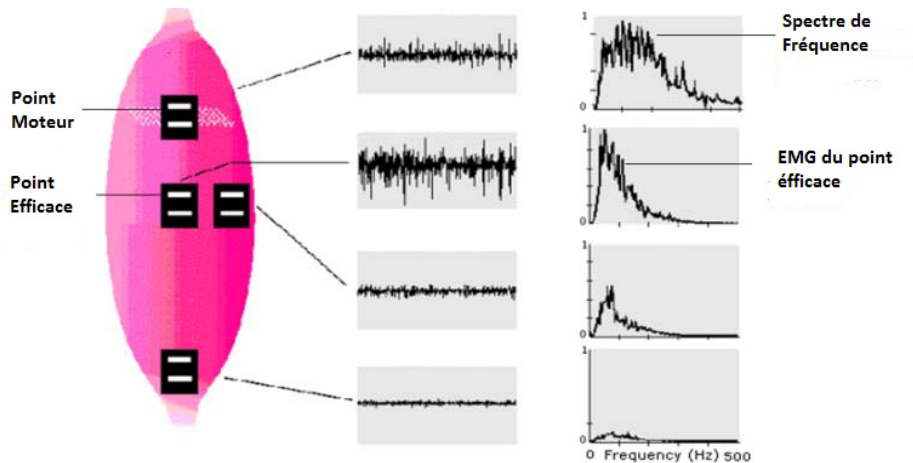 Spectre de
Fréquence
1
0
Point
Moteur
1
EMG du point
éfficace
0
Point
Efficace
1
0
1
0
0 Frequency (Hz) 500